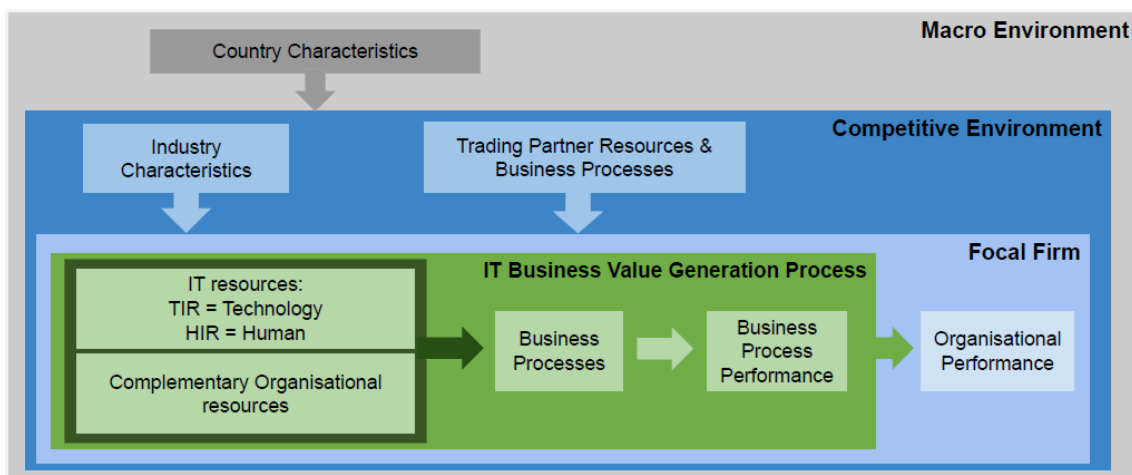 Macro Environment
Country Characteristics
Competitive Environment
Industry
Characteristics
Trading Partner Resources &
Business Processes
Focal Firm
IT Business Value Generation Process
IT resources:
TIR = Technology
HIR = Human
Complementary Organisational
resources
Business
Processes
Business
Process
Performance
Organisational
Performance